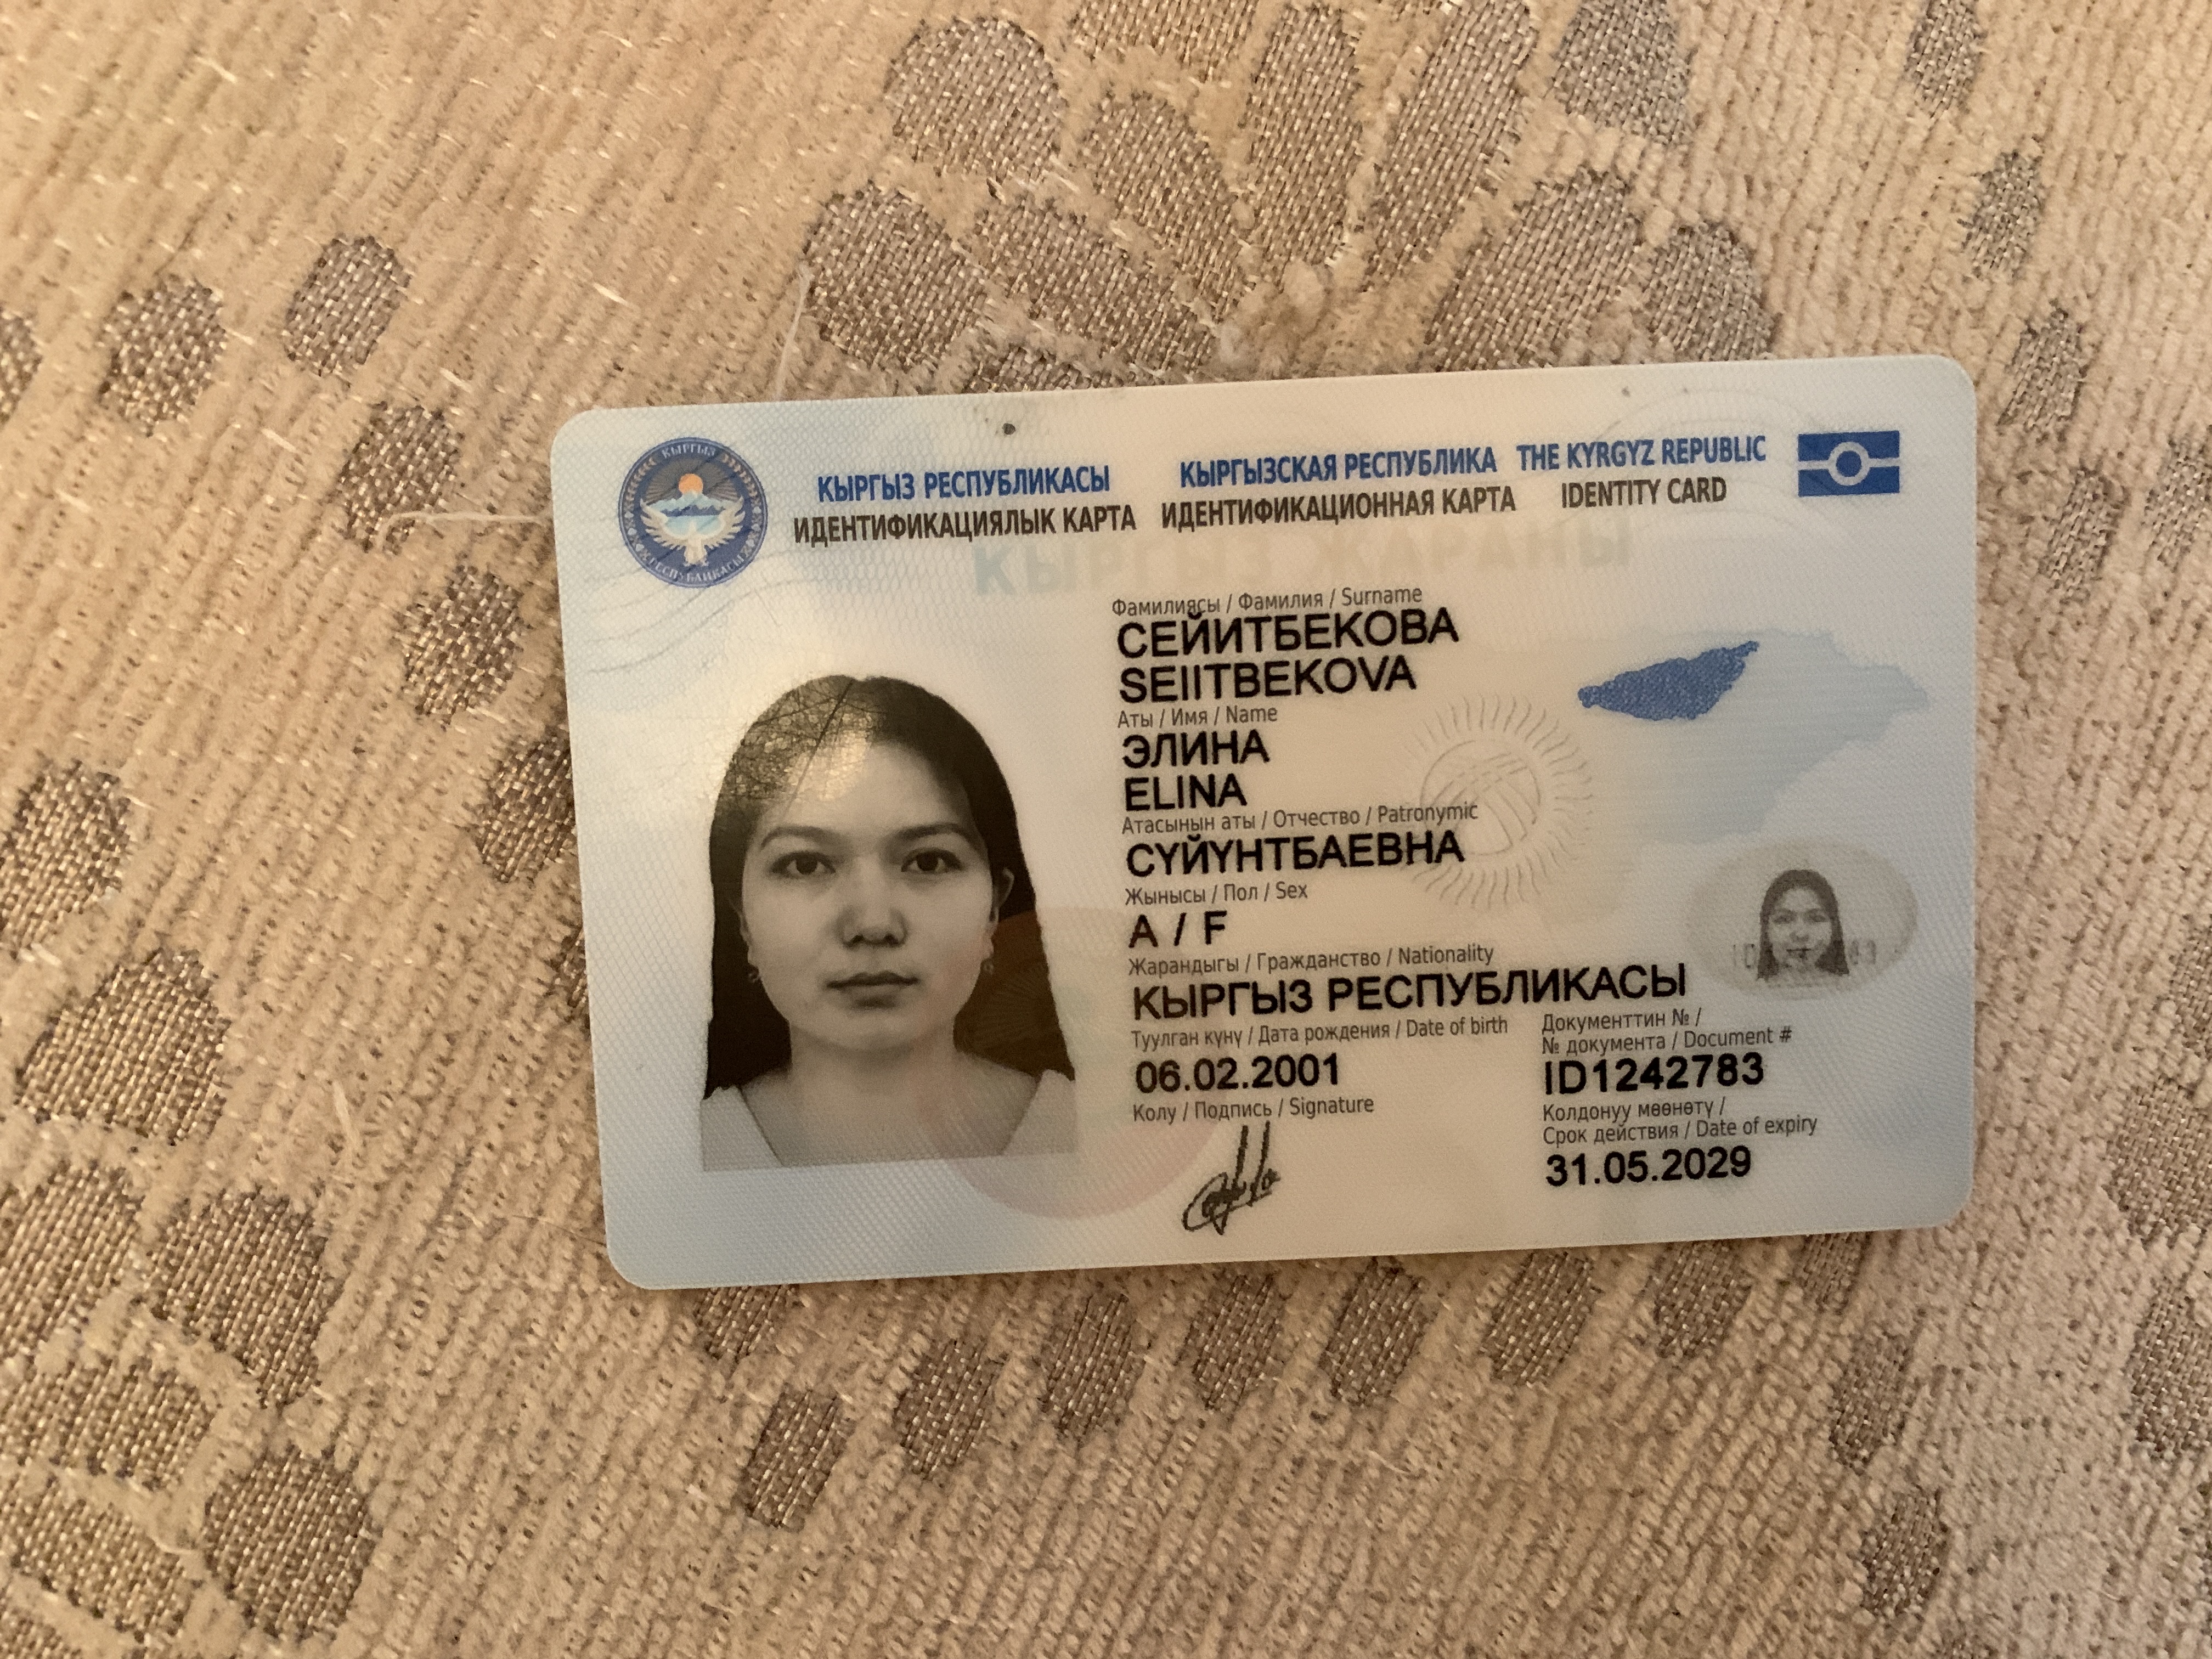 КЫРГЫЗ РЕСПУБЛИКАСЫ КЫРГЫЗСКАЯ РЕСПУБЛИКА THE KYRGYZ REPUBLIC
ИДЕНТИФИКАЦИЯЛЫК КАРТА ИДЕНТИФИКАЦИОННАЯ КАРТА IDENTITY CARD
Фамилиясы / Фамилия / Surname
СЕЙИТБЕКОВА
SEIITBEKOVA
Аты / Имя / Name
ЭЛИНА
ELINA
Атасынын аты / Отчество / Patronymic
СҮЙҮНТБАЕВНА
Жынысы / Пол / Sex
А / F
Жарандыгы / Гражданство / Nationality
КЫРГЫЗ РЕСПУБЛИКАСЫ
Туулган күнү / Дата рождения / Date of birth
06.02.2001
Колу / Подпись / Signature
Документтин № /
№ документа / Document #
ID1242783
Колдонуу мөөнөтү /
Срок действия / Date of expiry
31.05.2029